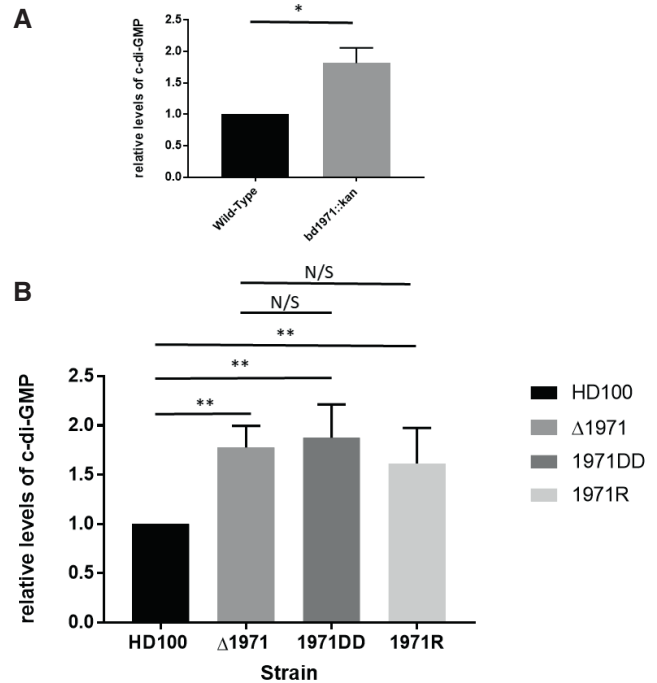 A
*
relative levels of c-di-GMP
2.5
2.0
1.5
1.0
0.5
0.0
Wild-Type
bd1971::kan
B
N/S
N/S
**
**
**
relative levels of c-di-GMP
2.5
2.0
1.5
1.0
0.5
0.0
HD100
Δ1971
1971DD
1971R
Strain
HD100
Δ1971
1971DD
1971R